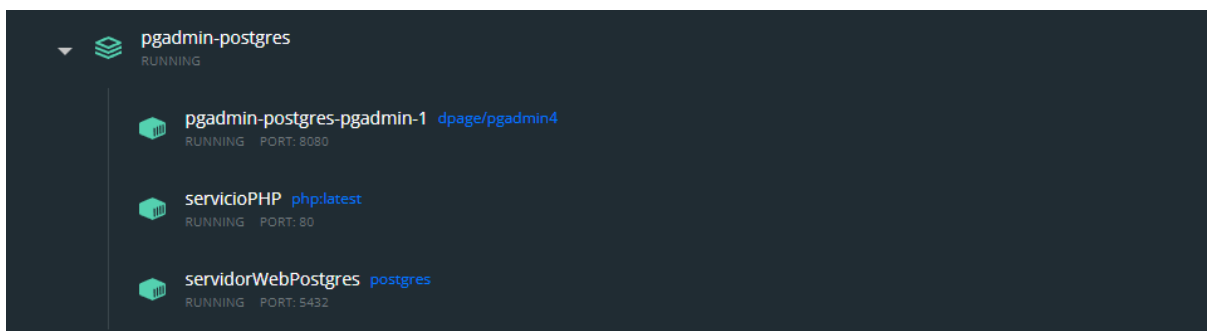 pgadmin-postgres
RUNNING
pgadmin-postgres-pgadmin-1 dpage/pgadmin4
RUNNING PORT: 8080
servicioPHP php:latest
RUNNING PORT: 80
servidorWebPostgres postgres
RUNNING PORT: 5432